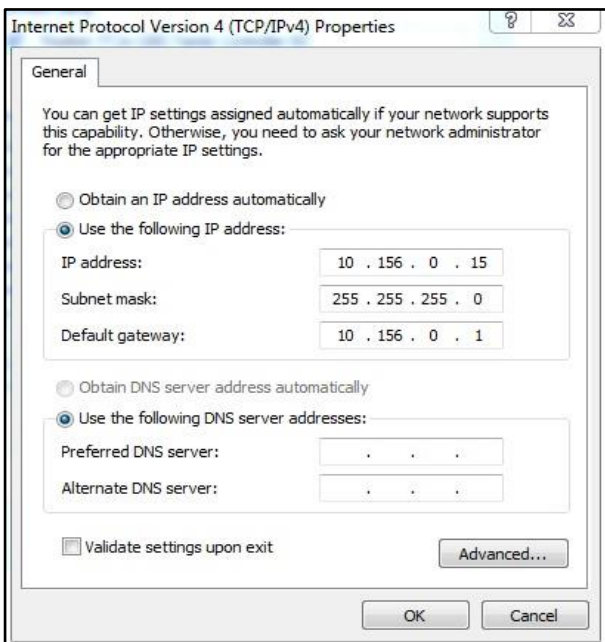 Internet Protocol Version 4 (TCP/IPv4) Properties
General
You can get IP settings assigned automatically if your network supports
this capability. Otherwise, you need to ask your network administrator
for the appropriate IP settings.
Obtain an IP address automatically
Use the following IP address:
IP address: 10 . 156 . 0 . 15
Subnet mask: 255 . 255 . 255 . 0
Default gateway: 10 . 156 . 0 . 1
Obtain DNS server address automatically
Use the following DNS server addresses:
Preferred DNS server: . . .
Alternate DNS server: . . .
Validate settings upon exit
Advanced...
OK Cancel